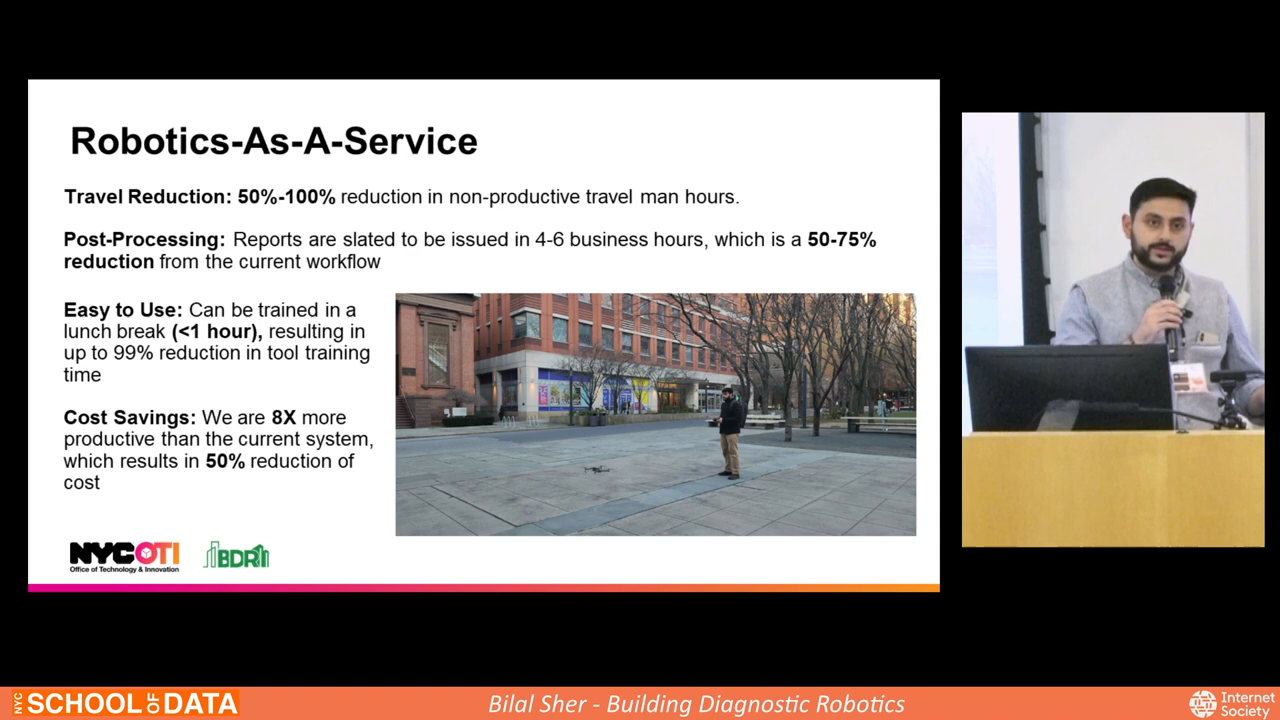 Robotics-As-A-Service
Travel Reduction: 50%-100% reduction in non-productive travel man hours.
Post-Processing: Reports are slated to be issued in 4-6 business hours, which is a 50-75%
reduction from the current workflow
Easy to Use: Can be trained in a
lunch break (<1 hour), resulting in
up to 99% reduction in tool training
time
Cost Savings: We are 8X more
productive than the current system,
which results in 50% reduction of
cost
NYCOTI
Office of Technology & Innovation
BDR
NYC SCHOOL OF DATA
Bilal Sher - Building Diagnostic Robotics
Internet
Society